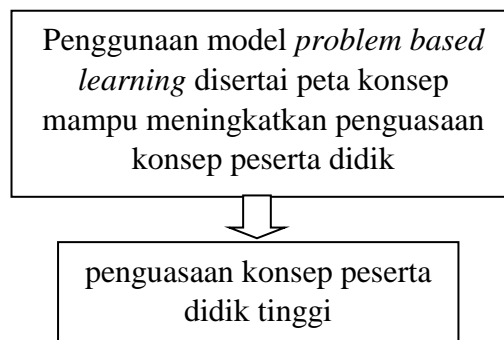 Penggunaan model problem based
learning disertai peta konsep
mampu meningkatkan penguasaan
konsep peserta didik
penguasaan konsep peserta
didik tinggi